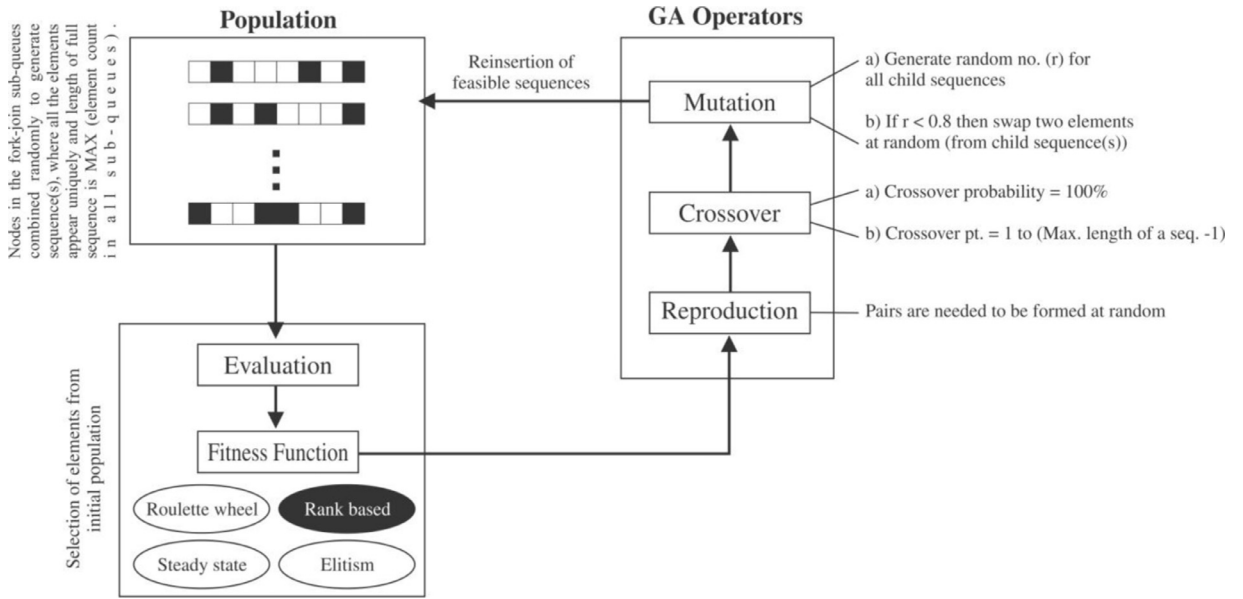 Population
Nodes in the fork-join sub-queues
combined randomly to generate
sequence(s), where all the elements
appear uniquely and length of full
sequence is MAX (element count
in all sub-queues).
Reinsertion of
feasible sequences
GA Operators
Mutation
a) Generate random no. (r) for
all child sequences
b) If r < 0.8 then swap two elements
at random (from child sequence(s))
Crossover
a) Crossover probability = 100%
b) Crossover pt. = 1 to (Max. length of a seq. -1)
Reproduction
Pairs are needed to be formed at random
Selection of elements from
initial population
Evaluation
Fitness Function
Roulette wheel
Rank based
Steady state
Elitism